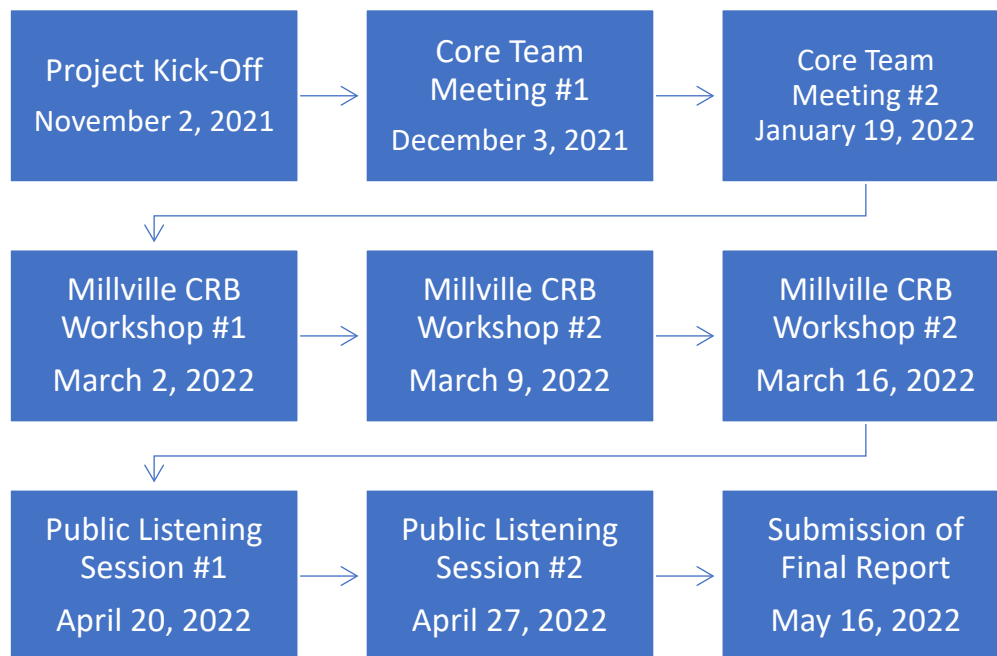 Project Kick-Off
November 2, 2021
Core Team
Meeting #1
December 3, 2021
Core Team
Meeting #2
January 19, 2022
Millville CRB
Workshop #1
March 2, 2022
Millville CRB
Workshop #2
March 9, 2022
Millville CRB
Workshop #2
March 16, 2022
Public Listening
Session #1
April 20, 2022
Public Listening
Session #2
April 27, 2022
Submission of
Final Report
May 16, 2022